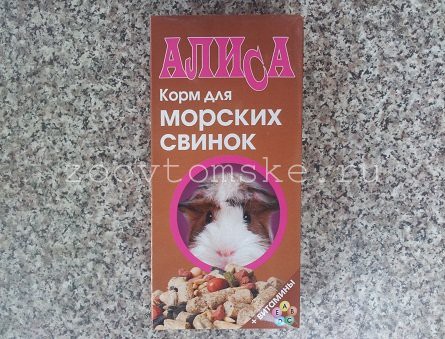 АЛИСА
Корм для
МОРСКИХ
СВИНОК
zoovtomske.ru
+ ВИТАМИНЫ